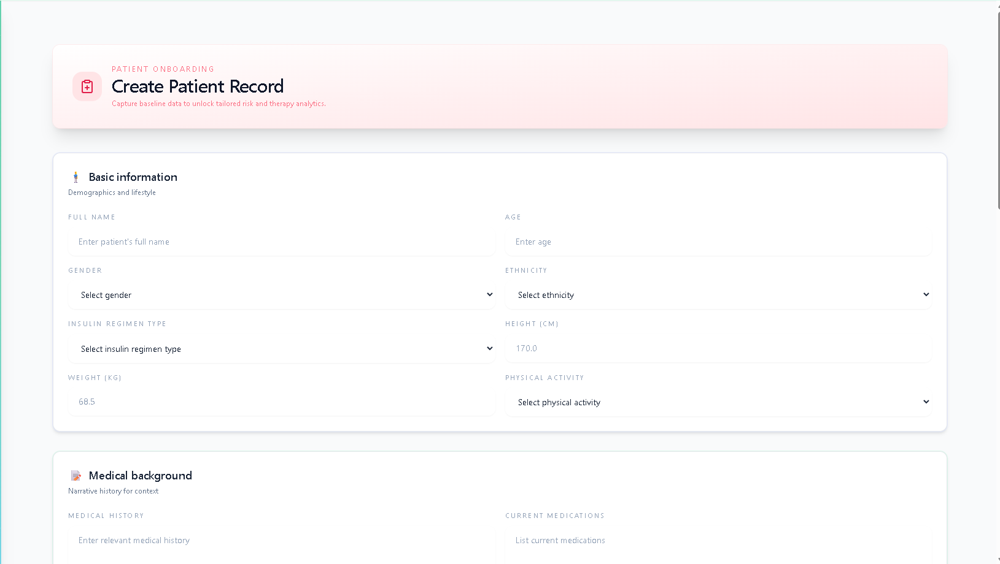 PATIENT ONBOARDING
Create Patient Record
Capture baseline data to unlock tailored risk and therapy analytics.
Basic information
Demographics and lifestyle
FULL NAME
AGE
Enter patient's full name
Enter age
GENDER
ETHNICITY
Select gender
Select ethnicity
INSULIN REGIMEN TYPE
HEIGHT (CM)
Select insulin regimen type
170.0
WEIGHT (KG)
PHYSICAL ACTIVITY
68.5
Select physical activity
Medical background
Narrative history for context
MEDICAL HISTORY
CURRENT MEDICATIONS
Enter relevant medical history
List current medications